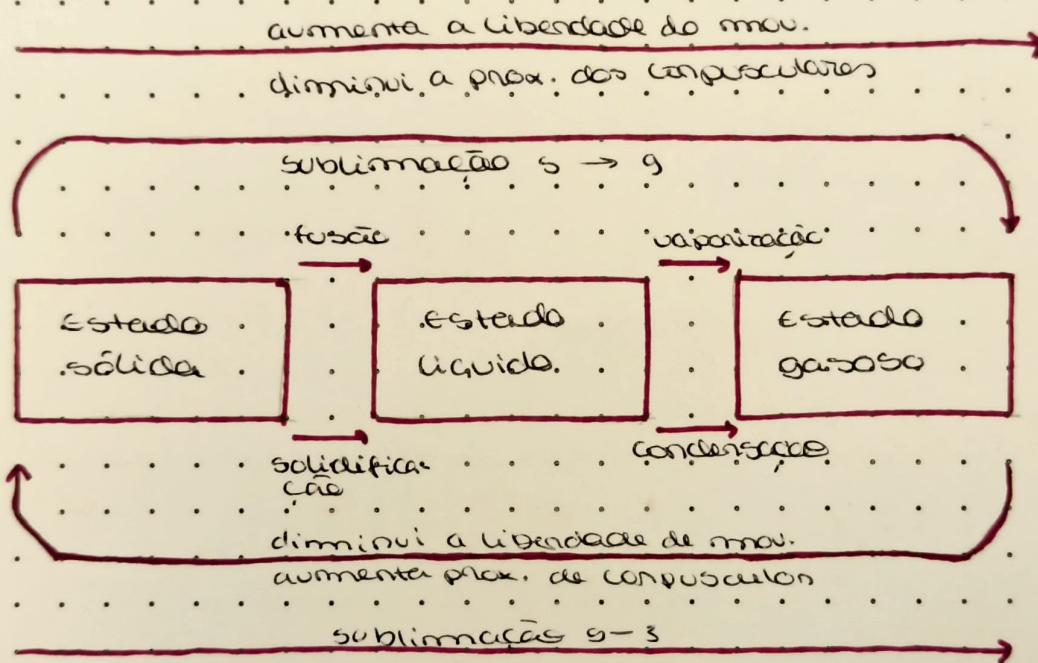 aumenta a liberdade do mov.
diminui a prox. dos corpusculares
sublimação s → g
fusão
vaporização
Estado
sólido
Estado
líquido
Estado
gasoso
solidifica-
ção
condensação
diminui a liberdade de mov.
aumenta prox. de corpusculos
sublimação g-s